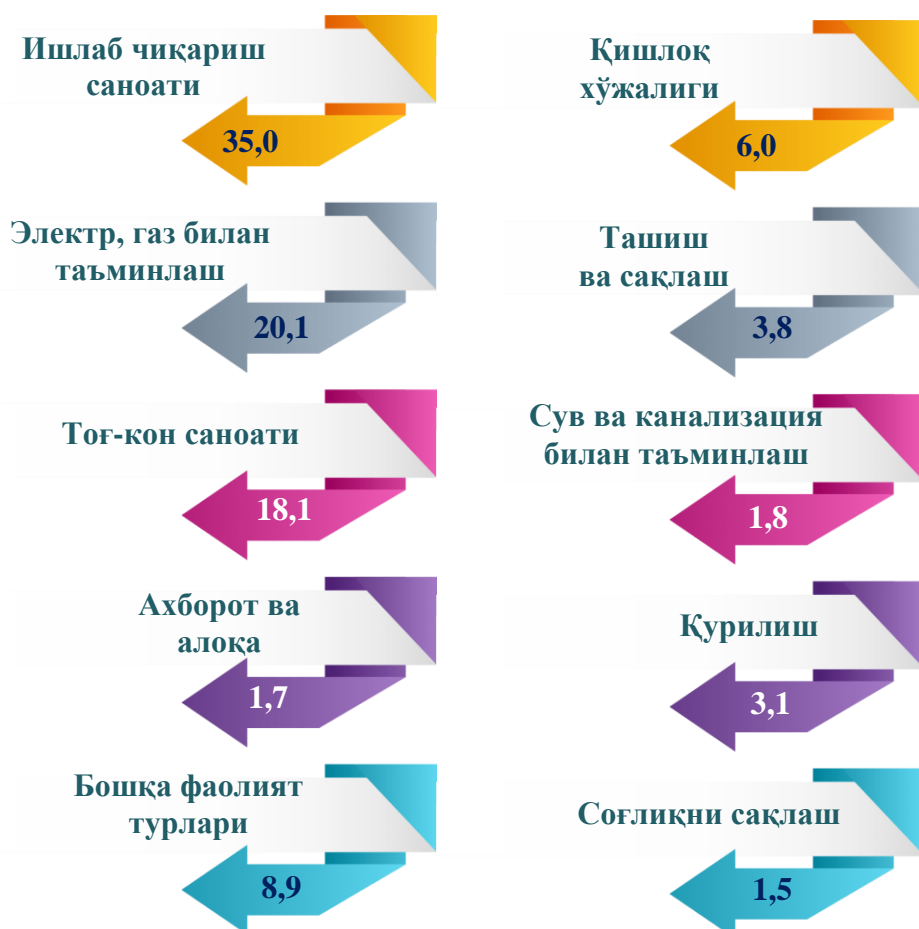 Ишлаб чиқариш
саноати
35,0
Қишлоқ
хўжалиги
6,0
Электр, газ билан
таъминлаш
20,1
Ташиш
ва сақлаш
3,8
Тоғ-кон саноати
18,1
Сув ва канализация
билан таъминлаш
1,8
Ахборот ва
алоқа
1,7
Қурилиш
3,1
Бошқа фаолият
турлари
8,9
Соғлиқни сақлаш
1,5